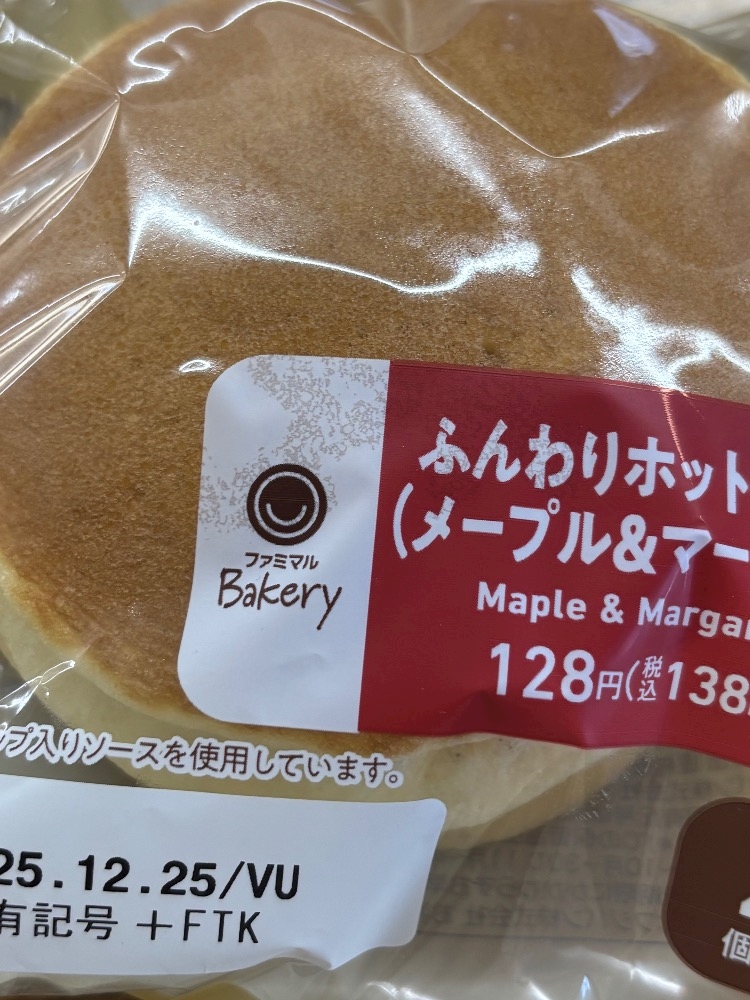 ファミマル
Bakery
ふんわりホット
(メープル&マー
Maple & Margar
128円(税込138
プ入りソースを使用しています。
25.12.25/VU
有記号+FTK
個